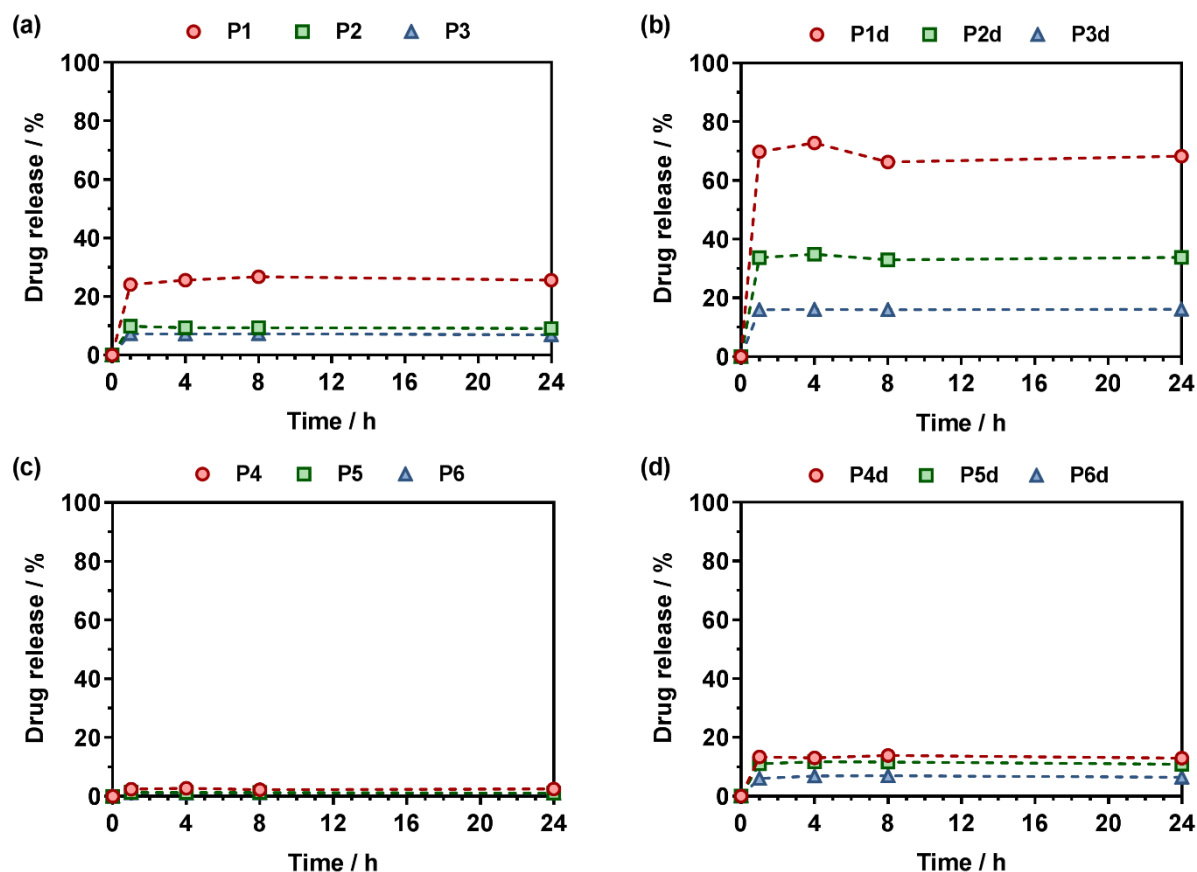 (a)
P1 P2 P3
100
80
60
40
20
0
Drug release / %
0 4 8 12 16 20 24
Time / h
(b)
P1d P2d P3d
100
80
60
40
20
0
Drug release / %
0 4 8 12 16 20 24
Time / h
(c)
P4 P5 P6
100
80
60
40
20
0
Drug release / %
0 4 8 12 16 20 24
Time / h
(d)
P4d P5d P6d
100
80
60
40
20
0
Drug release / %
0 4 8 12 16 20 24
Time / h